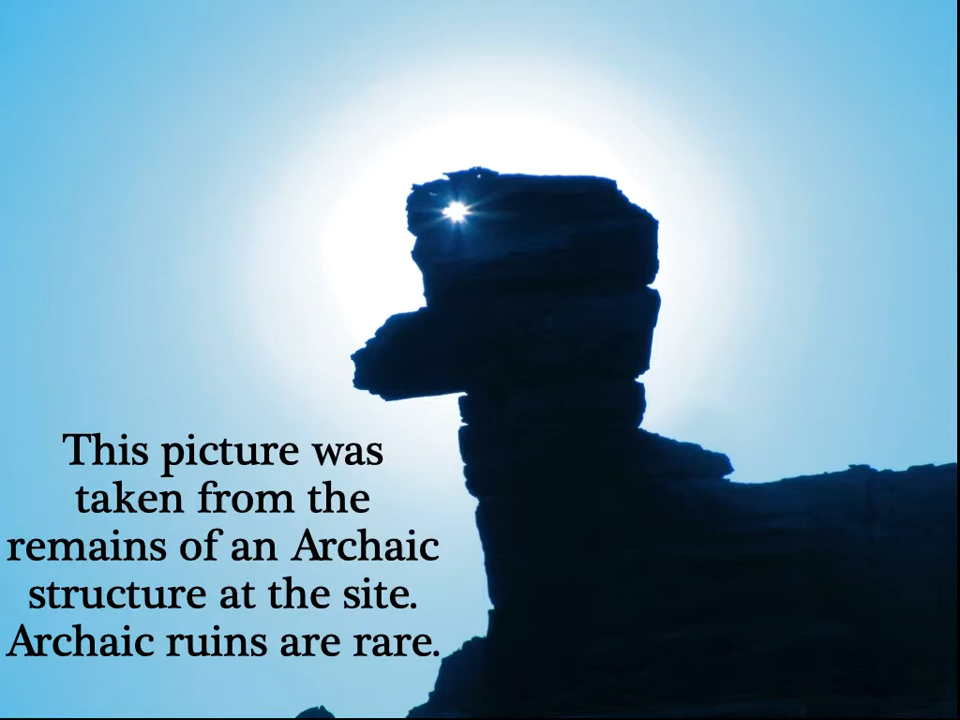 This picture was
taken from the
remains of an Archaic
structure at the site.
Archaic ruins are rare.